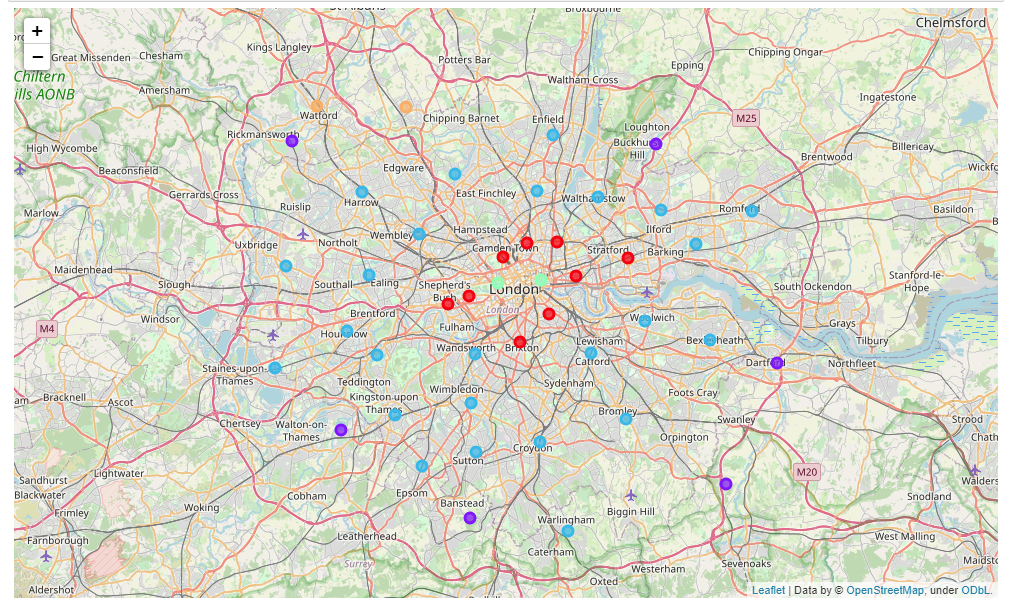 Broxbourne
Chelmsford
+
Kings Langley
Great Missenden
Chesham
Potters Bar
Chipping Ongar
−
Epping
Chiltern
ills AONB
Waltham Cross
Amersham
Ingatestone
Watford
Chipping Barnet
Enfield
M25
Rickmansworth
Loughton
High Wycombe
Buckhurst
Hill
Billericay
Brentwood
Beaconsfield
Edgware
Wickfo
Gerrards Cross
East Finchley
Walthamstow
Harrow
Ruislip
Romford
Basildon
Marlow
Hampstead
Ilford
B
Wembley
Northolt
Uxbridge
Camden Town
Stratford
Barking
Maidenhead
Slough
Southall
Ealing
Shepherd's
Bush
London
South Ockendon
Stanford-le-
Hope
London
Windsor
Brentford
Woolwich
Grays
M4
Hounslow
Fulham
Lewisham
Bexleyheath
Tilbury
Wandsworth
Brixton
Catford
Dartford
Northfleet
Staines-upon-
Thames
Teddington
Sydenham
Wimbledon
Foots Cray
am
Bracknell
Ascot
Kingston upon
Thames
Bromley
Swanley
Strood
Chertsey
Walton-on-
Thames
Orpington
Chath
Croydon
Sutton
Lightwater
M20
Sandhurst
Blackwater
Epsom
Walders
Cobham
Snodland
Woking
Banstead
Biggin Hill
Frimley
Warlingham
Leatherhead
West Malling
Farnborough
Caterham
Surrey
Sevenoaks
Maidsto
Westerham
Oxted
Aldershot
Leaflet | Data by © OpenStreetMap, under ODbL.